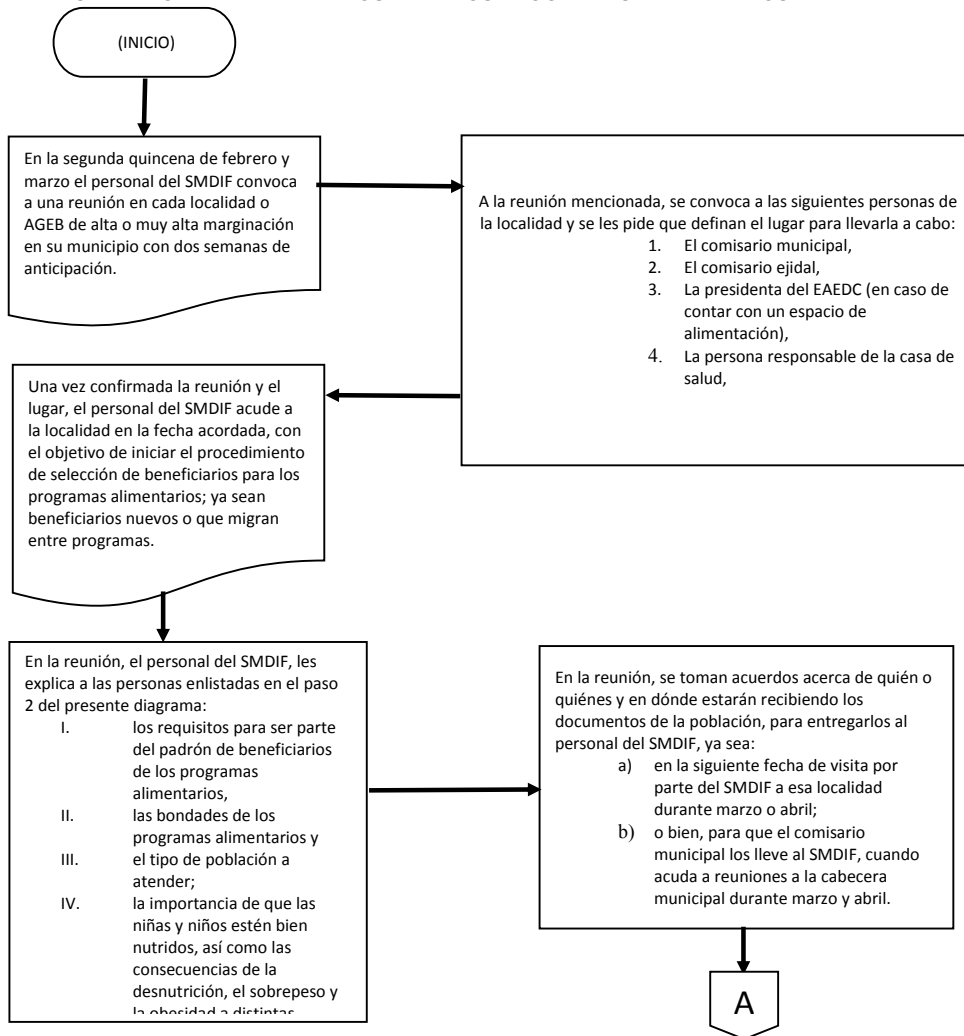 (INICIO)
En la segunda quincena de febrero y
marzo el personal del SMDIF convoca
a una reunión en cada localidad o
AGEB de alta o muy alta marginación
en su municipio con dos semanas de
anticipación.
A la reunión mencionada, se convoca a las siguientes personas de
la localidad y se les pide que definan el lugar para llevarla a cabo:
1. El comisario municipal,
2. El comisario ejidal,
3. La presidenta del EAEDC (en caso de
contar con un espacio de
alimentación),
4. La persona responsable de la casa de
salud,
Una vez confirmada la reunión y el
lugar, el personal del SMDIF acude a
la localidad en la fecha acordada, con
el objetivo de iniciar el procedimiento
de selección de beneficiarios para los
programas alimentarios; ya sean
beneficiarios nuevos o que migran
entre programas.
En la reunión, el personal del SMDIF, les
explica a las personas enlistadas en el paso
2 del presente diagrama:
I. los requisitos para ser parte
del padrón de beneficiarios
de los programas
alimentarios,
II. las bondades de los
programas alimentarios y
III. el tipo de población a
atender;
IV. la importancia de que las
niñas y niños estén bien
nutridos, así como las
consecuencias de la
desnutrición, el sobrepeso y
la obesidad a distintas
En la reunión, se toman acuerdos acerca de quién o
quiénes y en dónde estarán recibiendo los
documentos de la población, para entregarlos al
personal del SMDIF, ya sea:
a) en la siguiente fecha de visita por
parte del SMDIF a esa localidad
durante marzo o abril;
b) o bien, para que el comisario
municipal los lleve al SMDIF, cuando
acuda a reuniones a la cabecera
municipal durante marzo y abril.
A